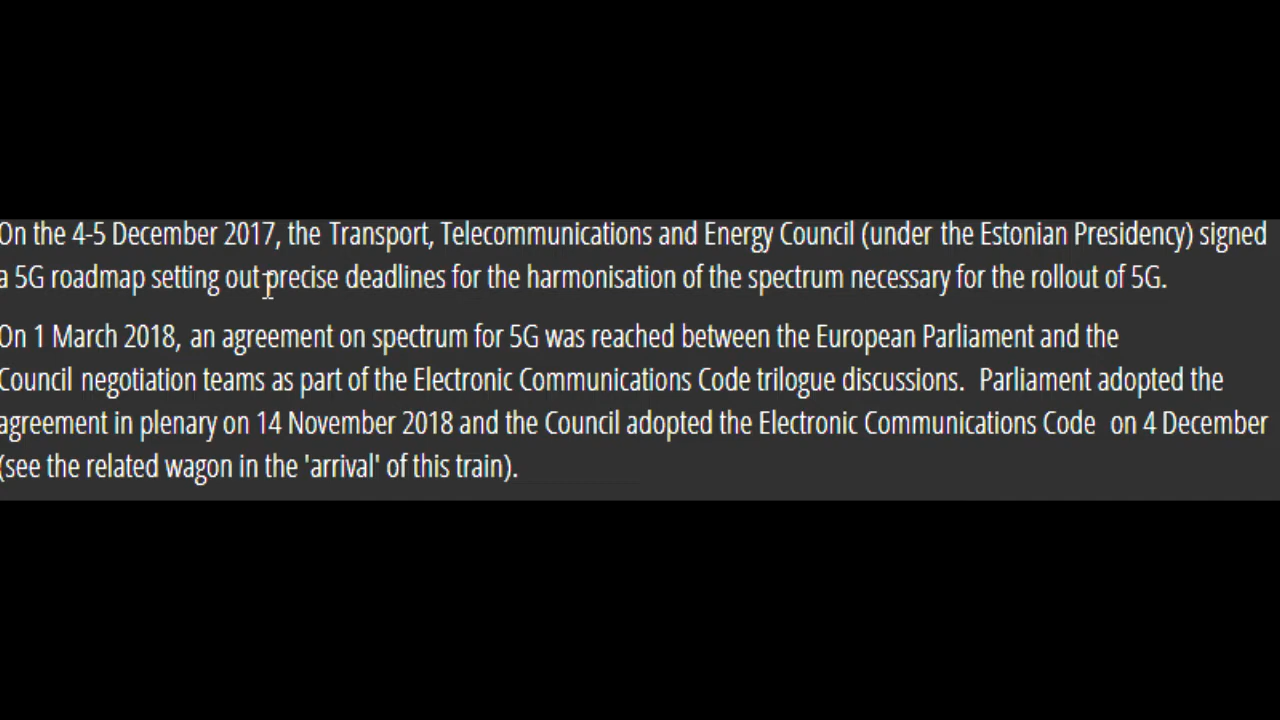 On the 4-5 December 2017, the Transport, Telecommunications and Energy Council (under the Estonian Presidency) signed
a 5G roadmap setting out precise deadlines for the harmonisation of the spectrum necessary for the rollout of 5G.
On 1 March 2018, an agreement on spectrum for 5G was reached between the European Parliament and the
Council negotiation teams as part of the Electronic Communications Code trilogue discussions. Parliament adopted the
agreement in plenary on 14 November 2018 and the Council adopted the Electronic Communications Code on 4 December
(see the related wagon in the 'arrival' of this train).